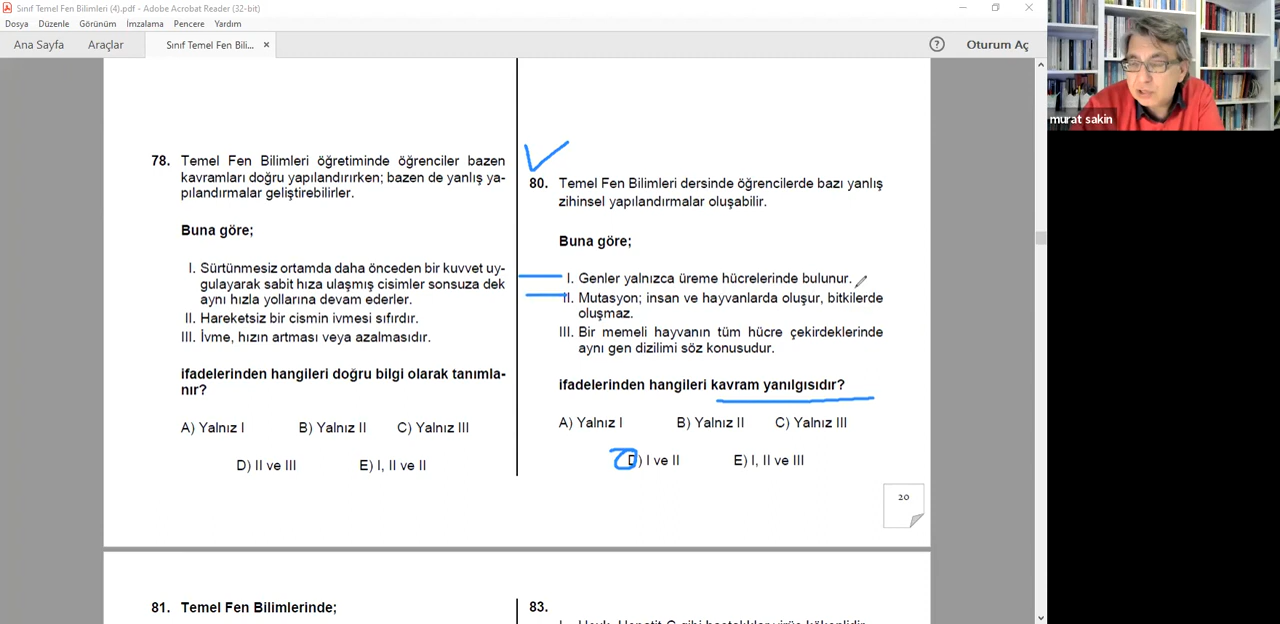 Sınıf Temel Fen Bilimleri (4).pdf - Adobe Acrobat Reader (32-bit)
Dosya Düzenle Görünüm İmzalama Pencere Yardım
Ana Sayfa Araçlar Sınıf Temel Fen Bili... × ? Oturum Aç
murat sakin
78. Temel Fen Bilimleri öğretiminde öğrenciler bazen
kavramları doğru yapılandırırken; bazen de yanlış ya-
pılandırmalar geliştirebilirler.
Buna göre;
I. Sürtünmesiz ortamda daha önceden bir kuvvet uy-
gulayarak sabit hıza ulaşmış cisimler sonsuza dek
aynı hızla yollarına devam ederler.
II. Hareketsiz bir cismin ivmesi sıfırdır.
III. İvme, hızın artması veya azalmasıdır.
ifadelerinden hangileri doğru bilgi olarak tanımla-
nır?
A) Yalnız I B) Yalnız II C) Yalnız III
D) II ve III E) I, II ve II
80. Temel Fen Bilimleri dersinde öğrencilerde bazı yanlış
zihinsel yapılandırmalar oluşabilir.
Buna göre;
I. Genler yalnızca üreme hücrelerinde bulunur.
II. Mutasyon; insan ve hayvanlarda oluşur, bitkilerde
oluşmaz.
III. Bir memeli hayvanın tüm hücre çekirdeklerinde
aynı gen dizilimi söz konusudur.
ifadelerinden hangileri kavram yanılgısıdır?
A) Yalnız I B) Yalnız II C) Yalnız III
D) I ve II E) I, II ve III
20
81. Temel Fen Bilimlerinde;
83.